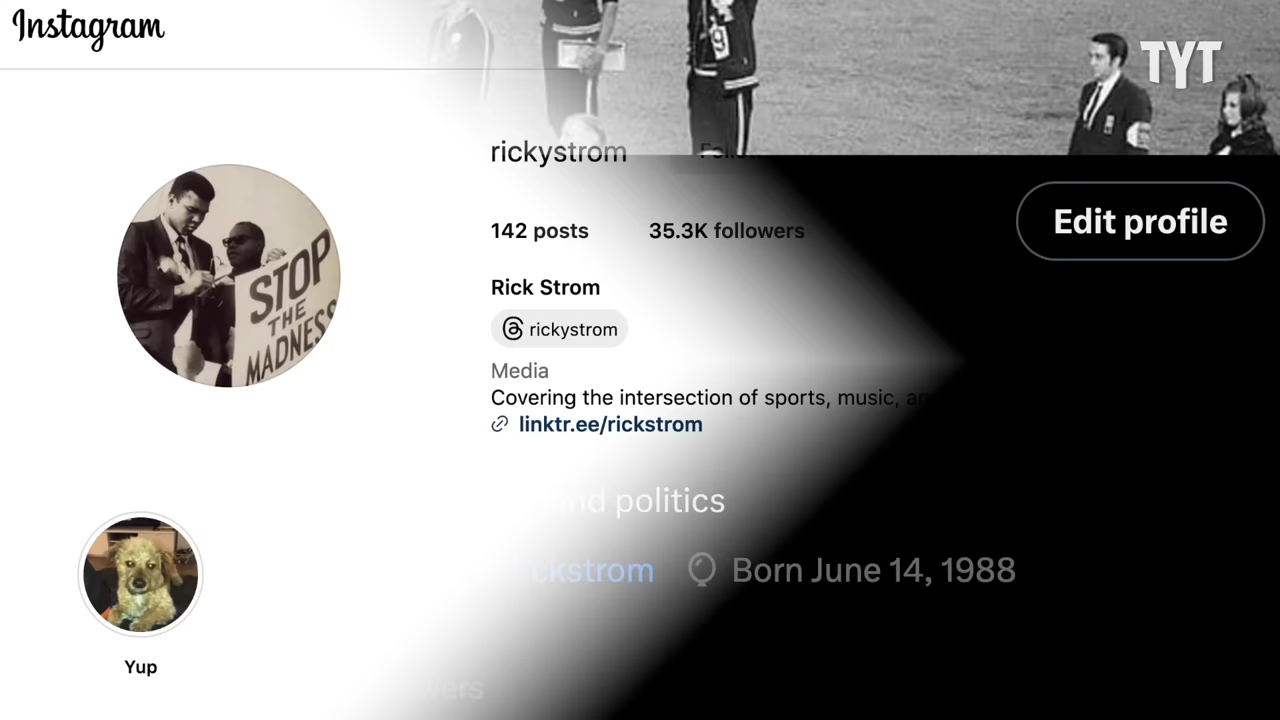 Instagram
TYT
rickystrom
142 posts
35.3K followers
Edit profile
Rick Strom
rickystrom
STOP
THE
MADNESS
Media
Covering the intersection of sports, music,
linktr.ee/rickstrom
and politics
Born June 14, 1988
Yup